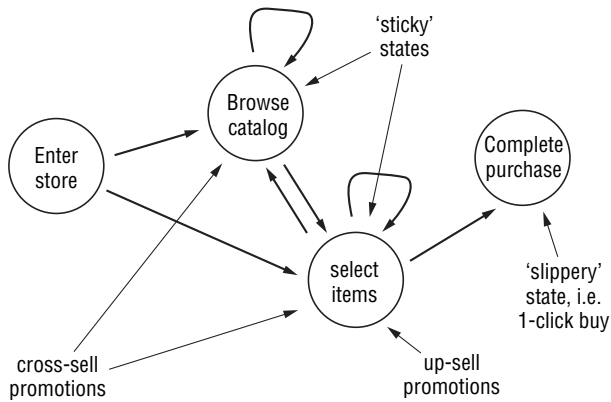 ‘sticky’
states
Browse
catalog
Enter
store
Complete
purchase
select
items
‘slippery’
state, i.e.
1-click buy
cross-sell
promotions
up-sell
promotions